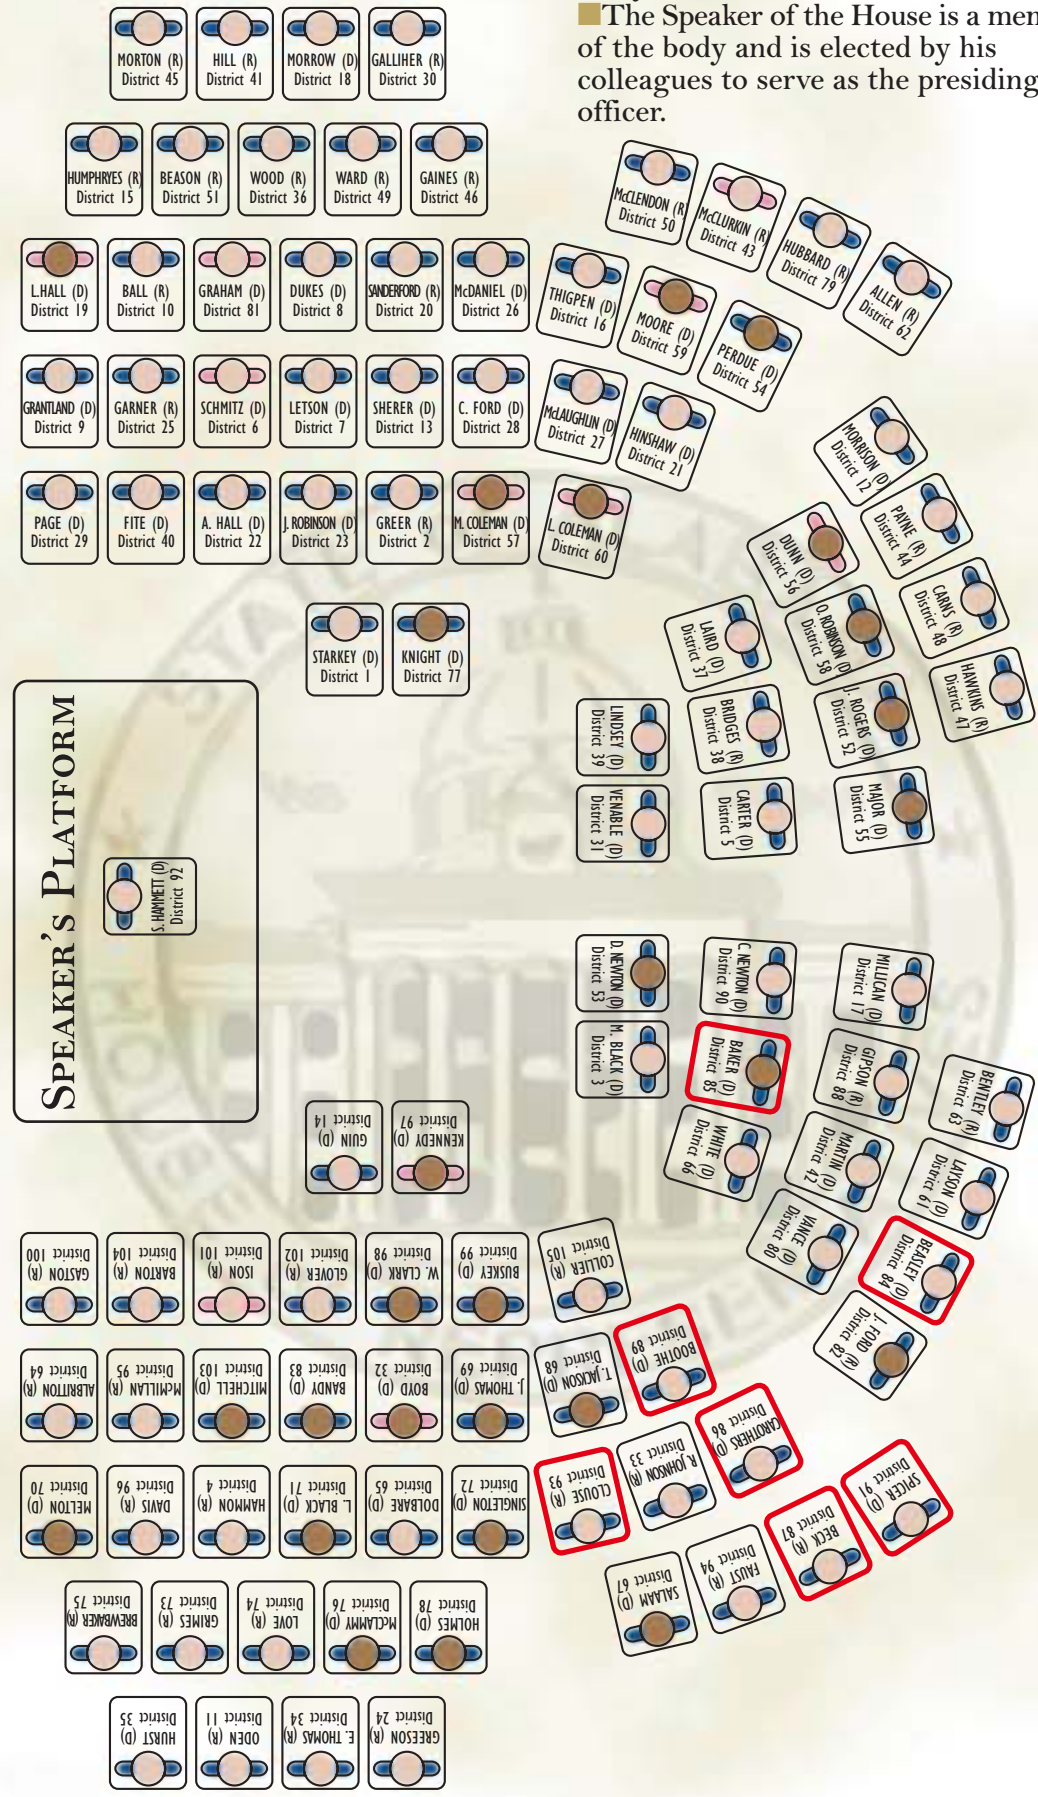 ■The Speaker of the House is a mem
of the body and is elected by his
colleagues to serve as the presiding
officer.
MORTON (R)
District 45
HILL (R)
District 41
MORROW (D)
District 18
GALLIHER (R)
District 30
HUMPHRYES (R)
District 15
BEASON (R)
District 51
WOOD (R)
District 36
WARD (R)
District 49
GAINES (R)
District 46
McCLENDON (R)
District 50
McCLURKIN (R)
District 43
HUBBARD (R)
District 79
ALLEN (R)
District 62
L.HALL (D)
District 19
BALL (R)
District 10
GRAHAM (D)
District 81
DUKES (D)
District 8
SANDERFORD (R)
District 20
McDANIEL (D)
District 26
THIGPEN (D)
District 16
MOORE (D)
District 59
PERDUE (D)
District 54
GRANTLAND (D)
District 9
GARNER (R)
District 25
SCHMITZ (D)
District 6
LETSON (D)
District 7
SHERER (D)
District 13
C. FORD (D)
District 28
McLAUGHLIN (D)
District 27
HINSHAW (D)
District 21
PAGE (D)
District 29
FITE (D)
District 40
A. HALL (D)
District 22
J. ROBINSON (D)
District 23
GREER (R)
District 2
M. COLEMAN (D)
District 57
L. COLEMAN (D)
District 60
MORRISON (D)
District 12
PAYNE (R)
District 44
CARNS (R)
District 48
HAWKINS (R)
District 47
DUNN (D)
District 56
O. ROBINSON (D)
District 58
J. ROGERS (D)
District 52
MAJOR (D)
District 55
LAIRD (D)
District 37
BRIDGES (R)
District 38
CARTER (D)
District 5
STARKEY (D)
District 1
KNIGHT (D)
District 77
LINDSEY (D)
District 39
VENABLE (D)
District 31
SPEAKER'S PLATFORM
S. HAMMETT (D)
District 92
D. NEWTON (D)
District 53
M. BLACK (D)
District 3
C. NEWTON (D)
District 90
BAKER (D)
District 85
WHITE (D)
District 66
MILLICAN (D)
District 17
GIPSON (R)
District 88
MARTIN (D)
District 42
VANCE (D)
District 80
BENTLEY (R)
District 63
LAYSON (D)
District 61
BEASLEY (D)
District 84
J. FORD (R)
District 82
GUIN (D)
District 14
KENNEDY (D)
District 97
GASTON (R)
District 100
BARTON (R)
District 104
ISON (R)
District 101
GLOVER (R)
District 102
W. CLARK (D)
District 98
BUSKEY (D)
District 99
COLLIER (R)
District 105
ALBRITTON (R)
District 64
McMILLAN (R)
District 95
MITCHELL (D)
District 103
BANDY (D)
District 83
BOYD (D)
District 32
J. THOMAS (D)
District 69
T. JACKSON (D)
District 68
BOOTHE (D)
District 89
MELTON (D)
District 70
DAVIS (R)
District 96
HAMMON (R)
District 4
L. BLACK (D)
District 71
DOLBARE (D)
District 65
SINGLETON (D)
District 72
CLOUSE (R)
District 93
R. JOHNSON (R)
District 33
CAROTHERS (D)
District 86
BREWBAKER (R)
District 75
GRIMES (R)
District 73
LOVE (R)
District 74
McCLAMMY (D)
District 76
HOLMES (D)
District 78
SALAAM (D)
District 67
FAUST (R)
District 94
BECK (R)
District 87
SPICER (D)
District 91
HURST (D)
District 35
ODEN (R)
District 11
E. THOMAS (R)
District 34
GREESON (R)
District 24